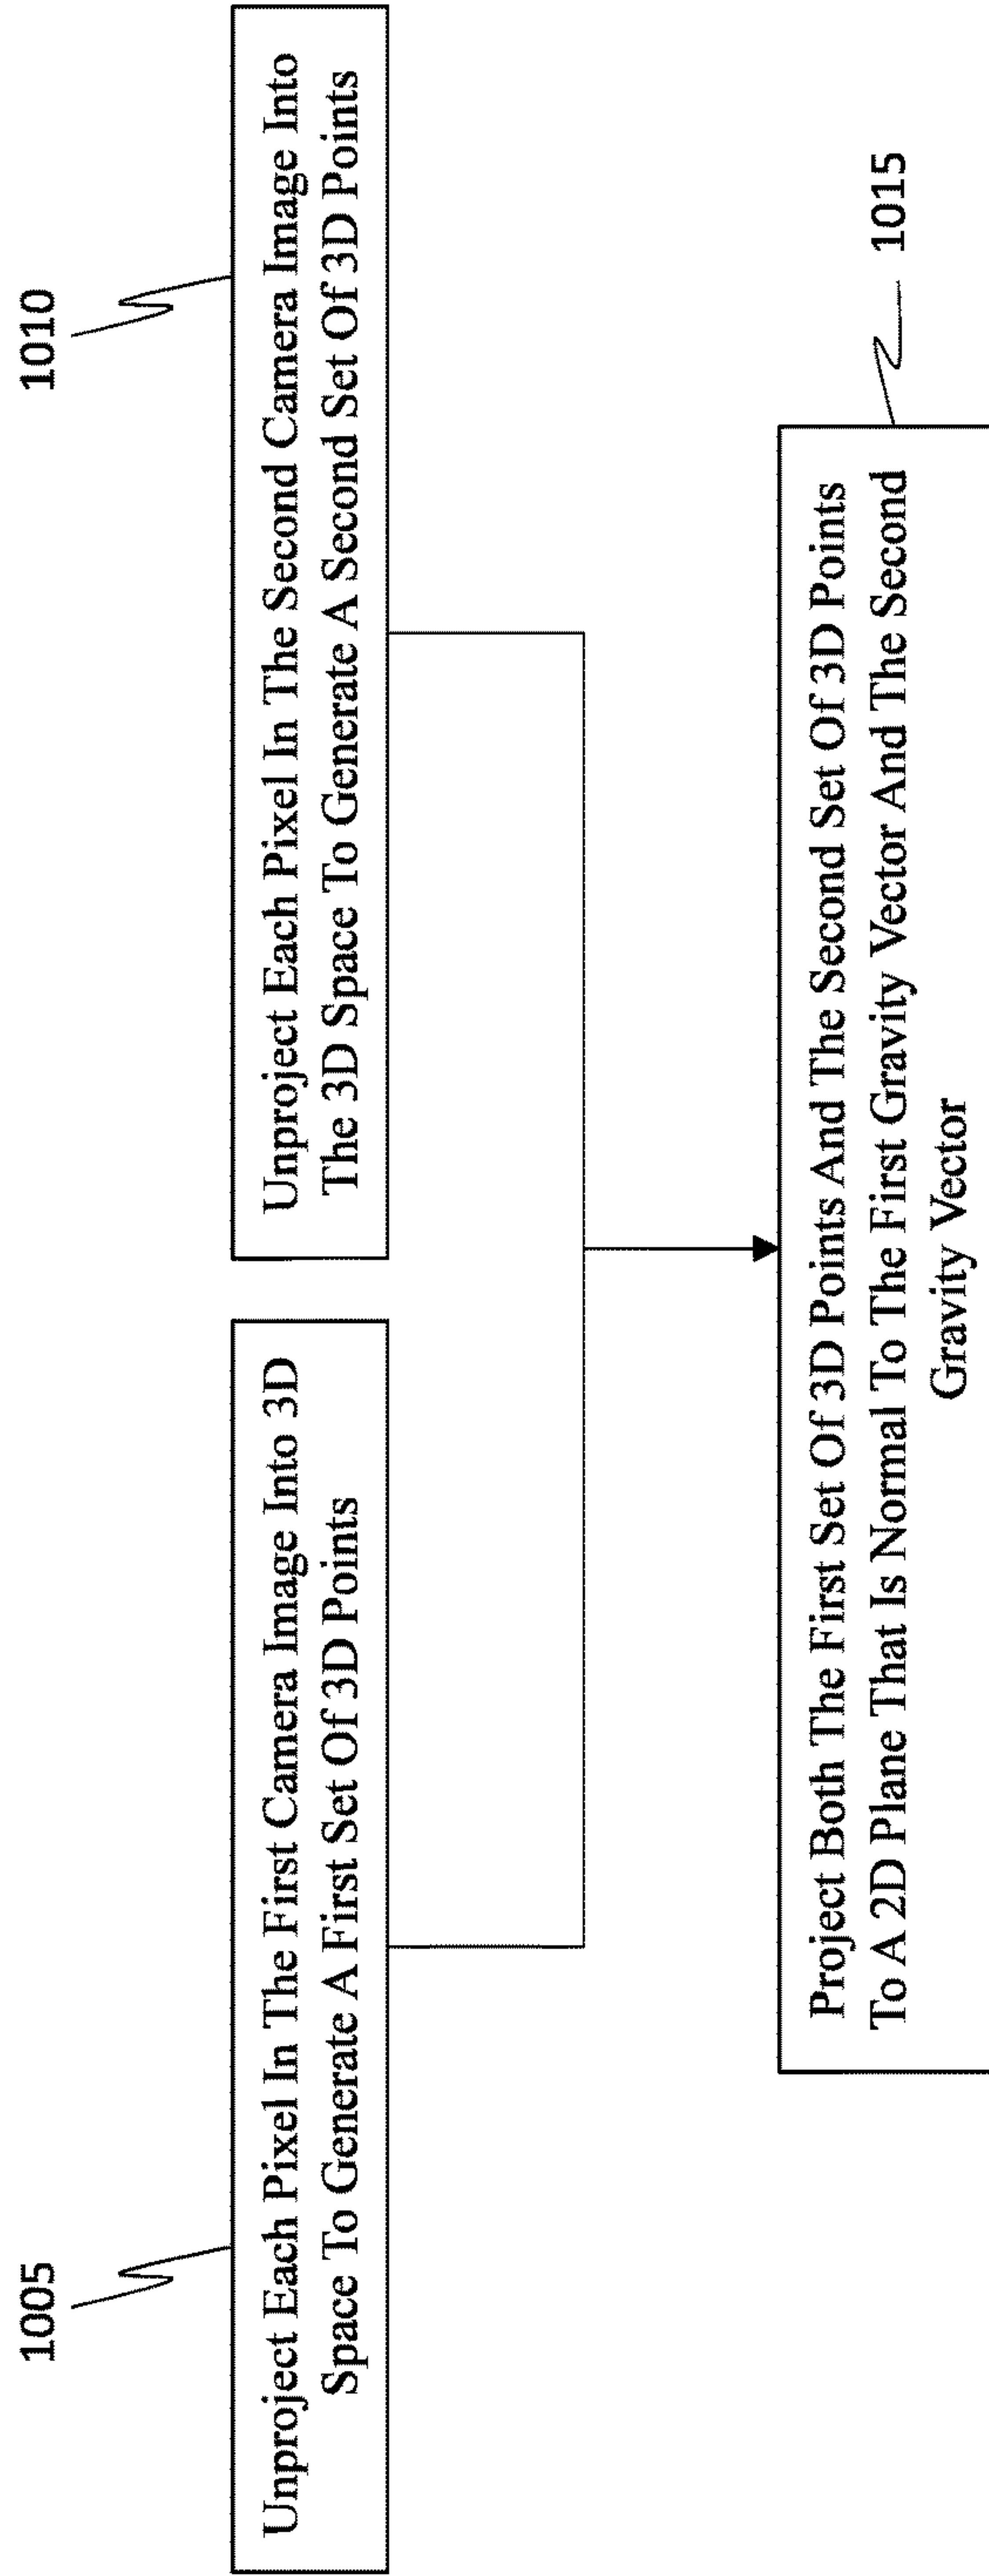 1005
Unproject Each Pixel In The First Camera Image Into 3D
Space To Generate A First Set Of 3D Points
1010
Unproject Each Pixel In The Second Camera Image Into
The 3D Space To Generate A Second Set Of 3D Points
1015
Project Both The First Set Of 3D Points And The Second Set Of 3D Points
To A 2D Plane That Is Normal To The First Gravity Vector And The Second
Gravity Vector